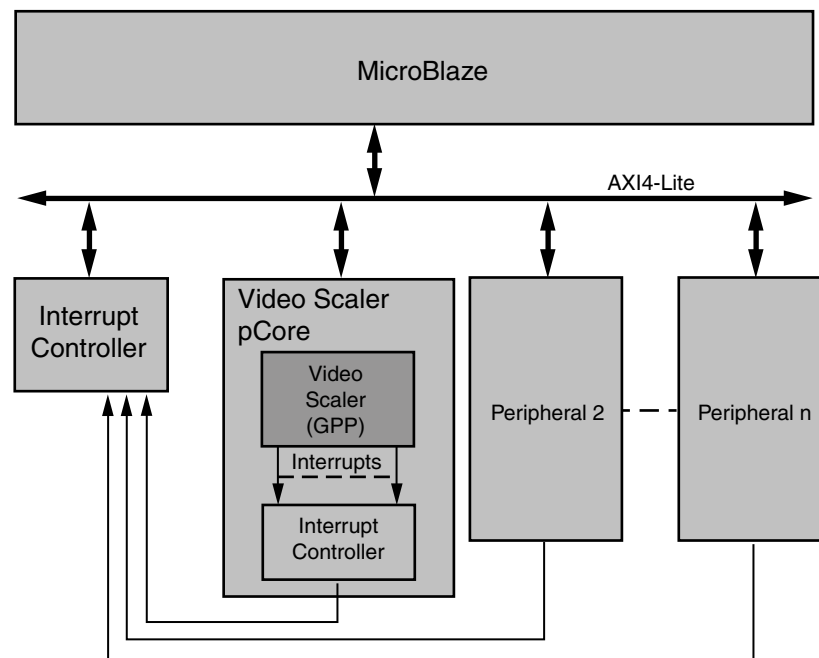 MicroBlaze
AXI4-Lite
Interrupt
Controller
Video Scaler
pCore
Video
Scaler
(GPP)
Interrupts
Interrupt
Controller
Peripheral 2
Peripheral n